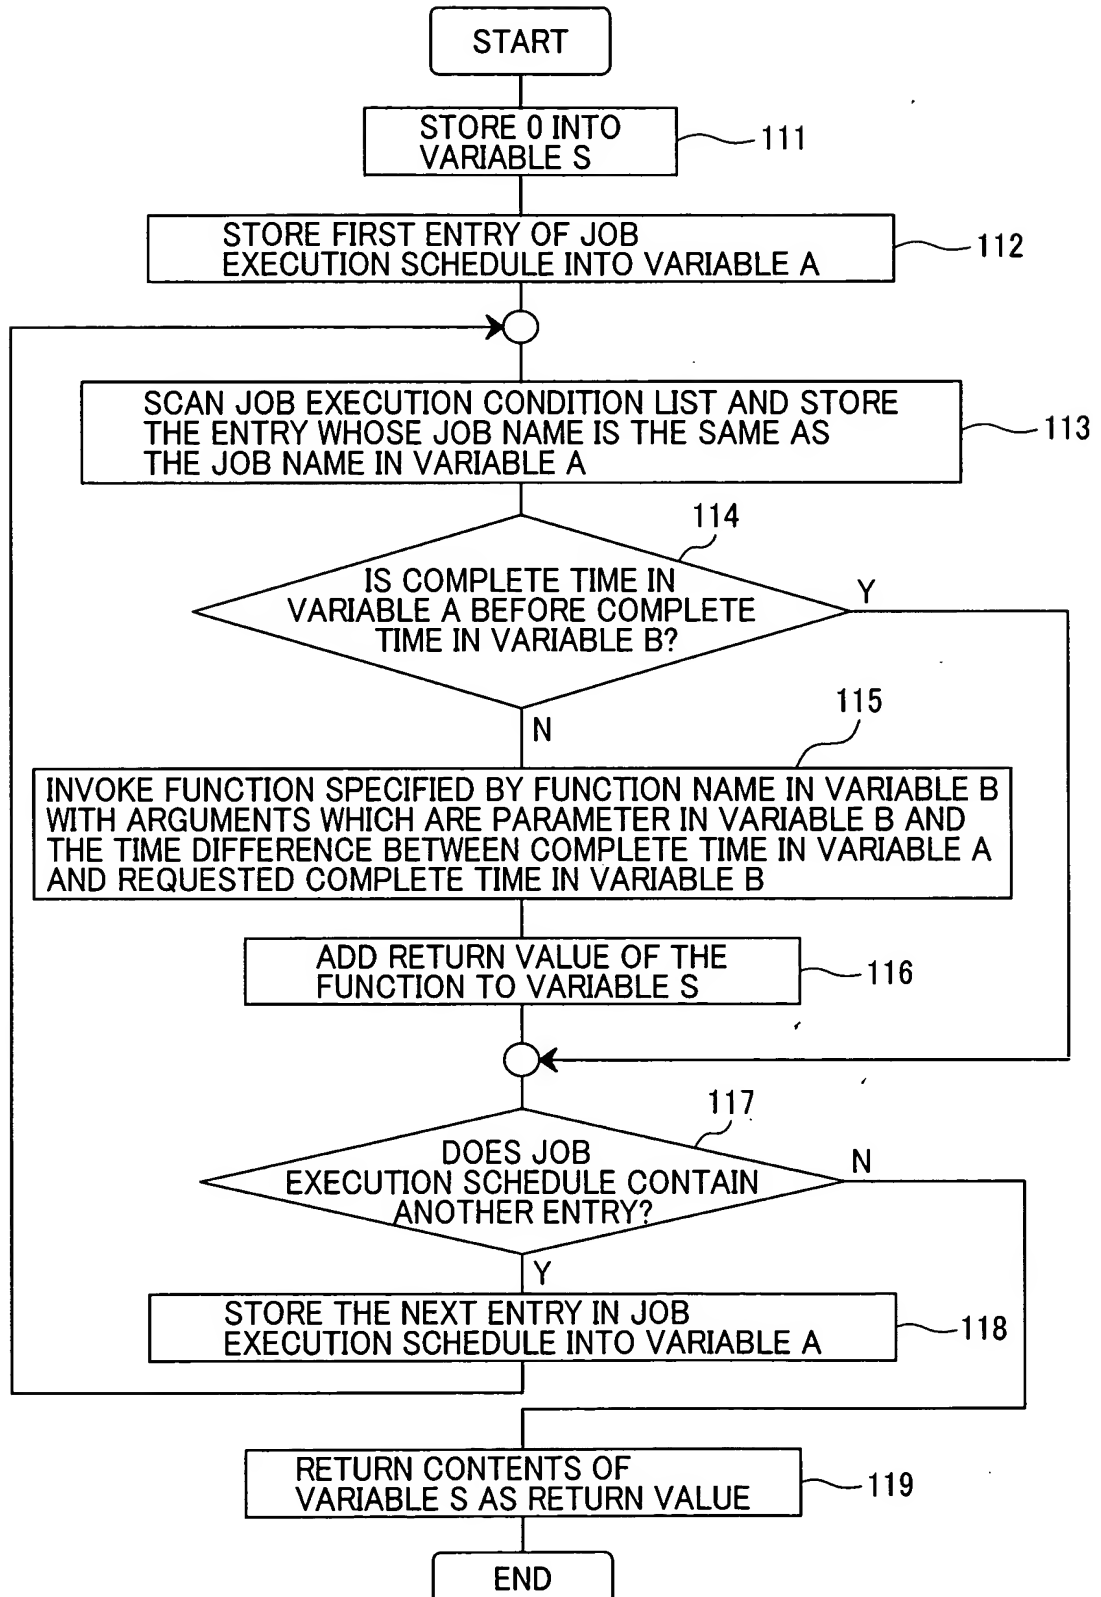 START
STORE 0 INTO
VARIABLE S
111
STORE FIRST ENTRY OF JOB
EXECUTION SCHEDULE INTO VARIABLE A
112
SCAN JOB EXECUTION CONDITION LIST AND STORE
THE ENTRY WHOSE JOB NAME IS THE SAME AS
THE JOB NAME IN VARIABLE A
113
114
IS COMPLETE TIME IN
VARIABLE A BEFORE COMPLETE
TIME IN VARIABLE B?
Y
N
115
INVOKE FUNCTION SPECIFIED BY FUNCTION NAME IN VARIABLE B
WITH ARGUMENTS WHICH ARE PARAMETER IN VARIABLE B AND
THE TIME DIFFERENCE BETWEEN COMPLETE TIME IN VARIABLE A
AND REQUESTED COMPLETE TIME IN VARIABLE B
ADD RETURN VALUE OF THE
FUNCTION TO VARIABLE S
116
117
DOES JOB
EXECUTION SCHEDULE CONTAIN
ANOTHER ENTRY?
N
Y
STORE THE NEXT ENTRY IN JOB
EXECUTION SCHEDULE INTO VARIABLE A
118
RETURN CONTENTS OF
VARIABLE S AS RETURN VALUE
119
END